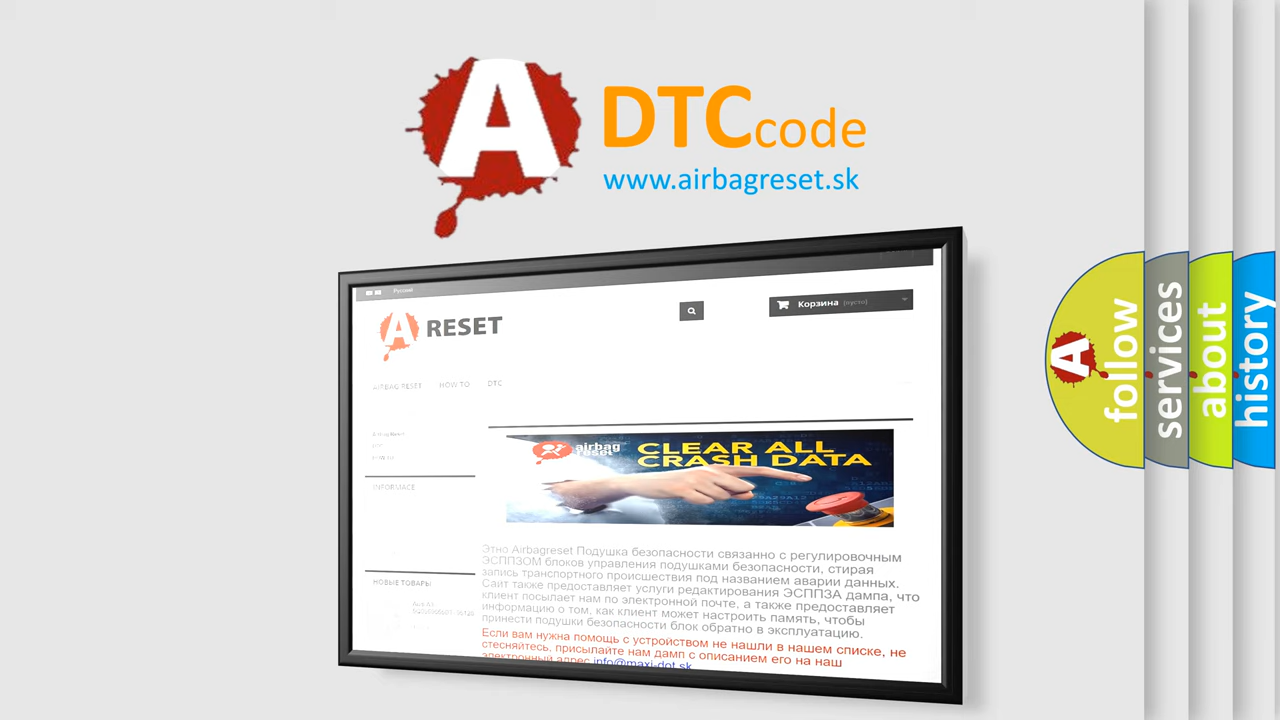 A DTCcode
www.airbagreset.sk
Русский
Корзина (пусто)
A RESET
AIRBAG RESET HOW TO DTC
airbag
reset
CLEAR ALL
CRASH DATA
INFORMACE
НОВЫЕ ТОВАРЫ
Этно Airbagreset Подушка безопасности связанно с регулировочным
ЭСППЗОМ блоков управления подушками безопасности, стирая
запись транспортного происшествия под названием аварии данных.
Сайт также предоставляет услуги редактирования ЭСППЗА дампа, что
клиент посылает нам по электронной почте, а также предоставляет
информацию о том, как клиент может настроить память, чтобы
принести подушки безопасности блок обратно в эксплуатацию.
Если вам нужна помощь с устройством не нашли в нашем списке, не
стесняйтесь, присылайте нам дамп с описанием его на наш
электронный адрес info@maxi-dot.sk
A follow
services
about
history